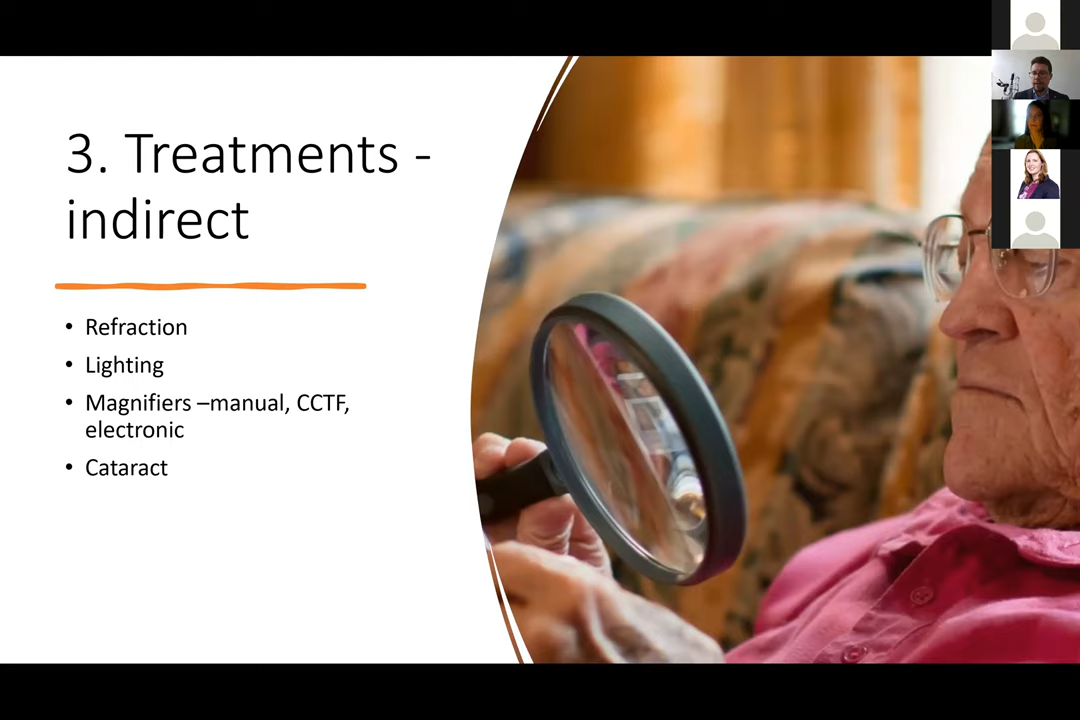 3. Treatments -
indirect
• Refraction
• Lighting
• Magnifiers –manual, CCTF,
electronic
• Cataract